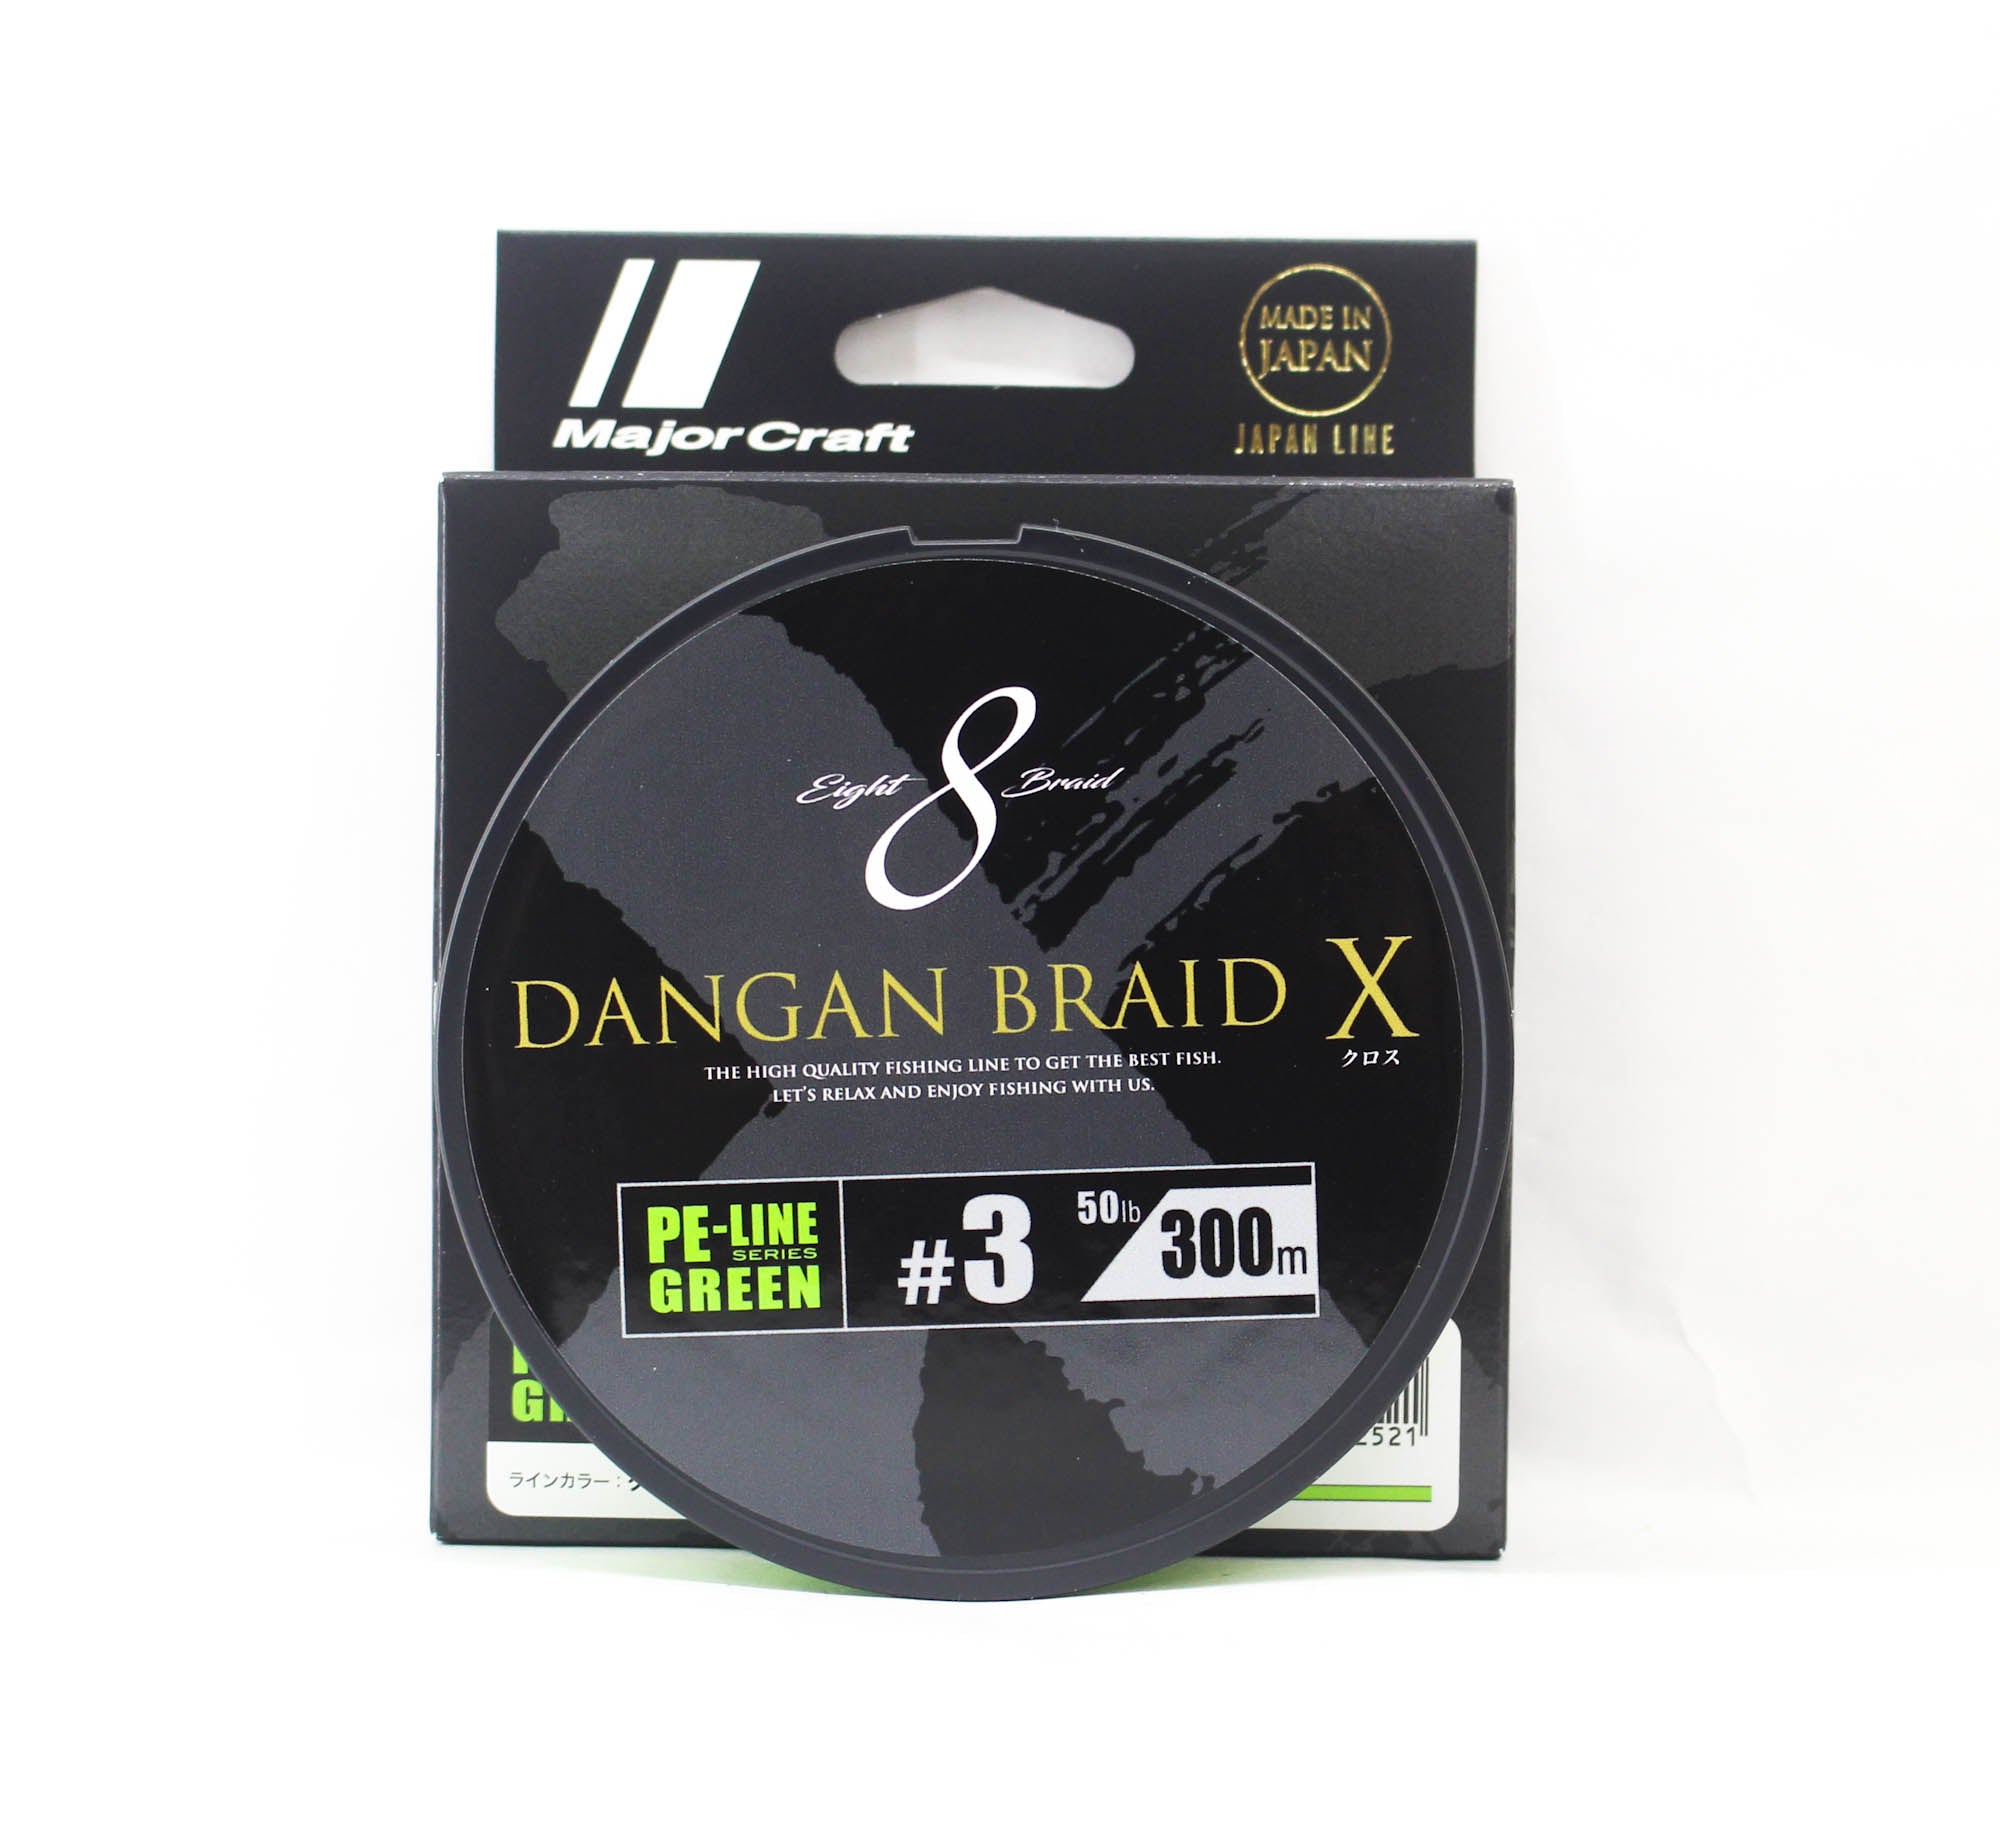 MajorCraft
MADE IN
JAPAN
JAPAN LINE
Eight 8 Braid
DANGAN BRAID X
クロス
THE HIGH QUALITY FISHING LINE TO GET THE BEST FISH.
LET'S RELAX AND ENJOY FISHING WITH US.
PE-LINE
SERIES
GREEN
#3
50lb
300m
2521
ラインカラー：